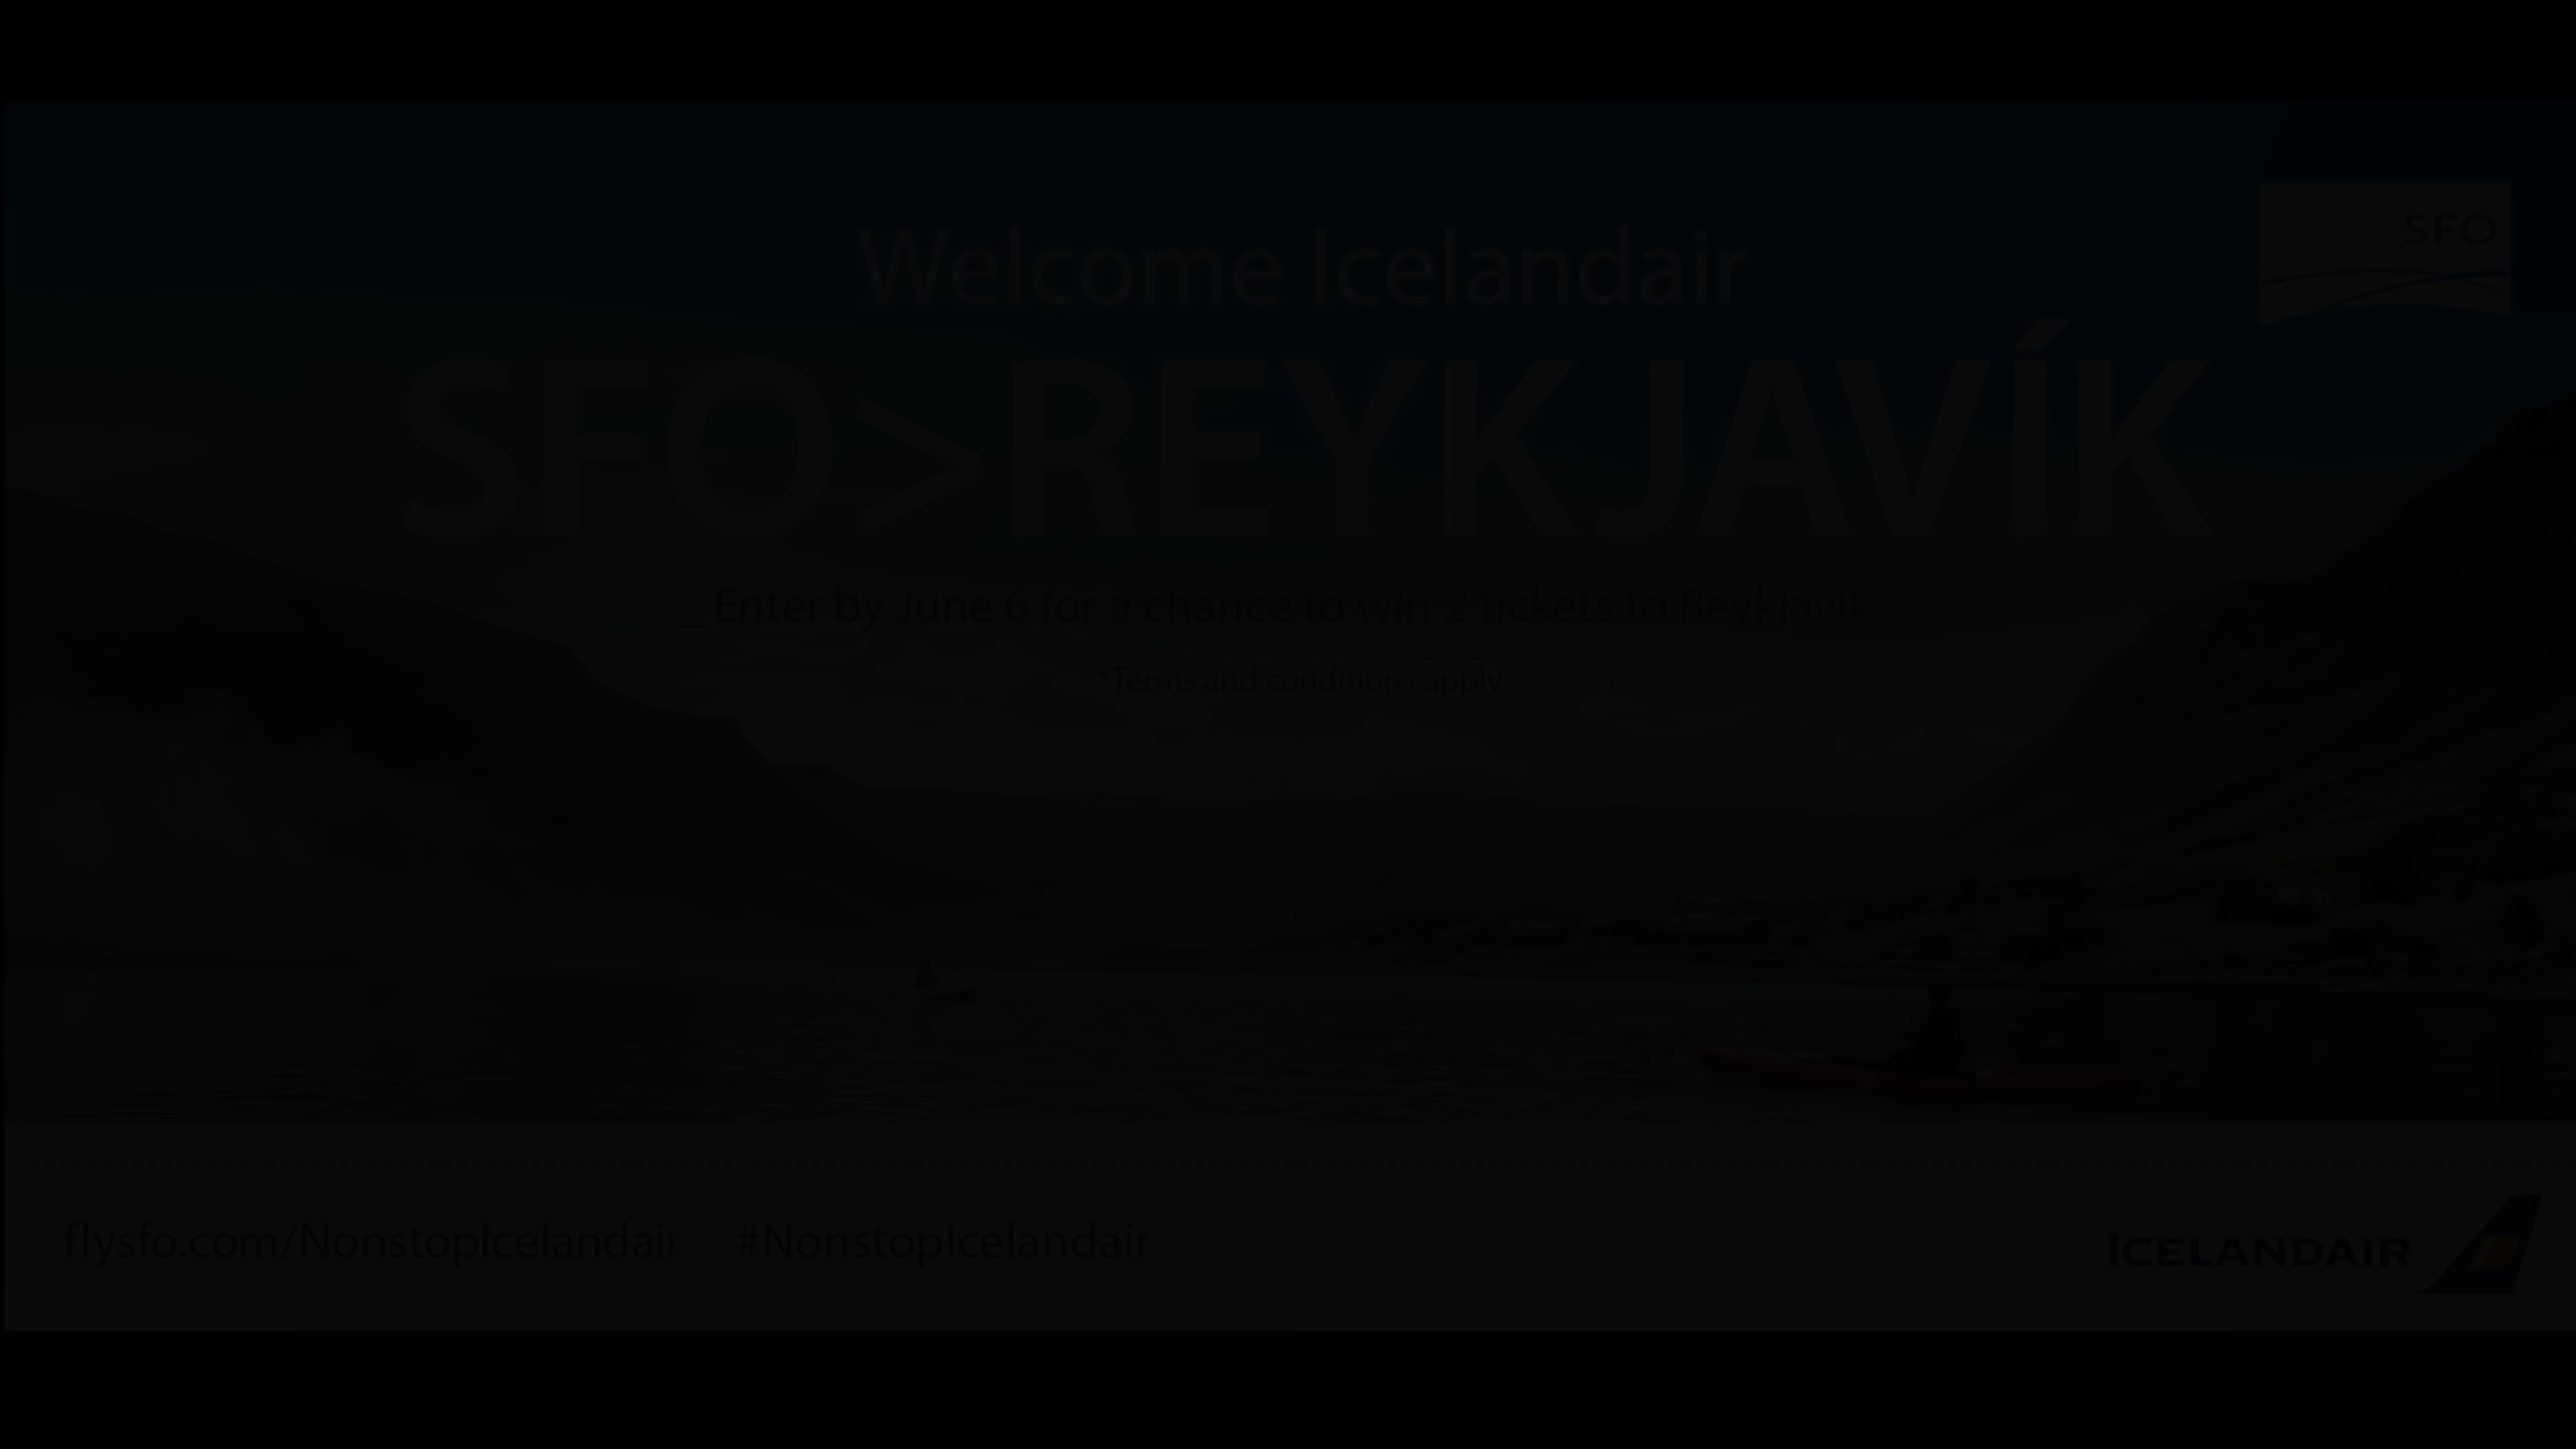 SFO
Welcome Icelandair
SFO>REYKJAVÍK
Enter by June 6 for a chance to win 2 tickets to Reykjavík*
*Terms and conditions apply.
flysfo.com/NonstopIcelandair #NonstopIcelandair
ICELANDAIR